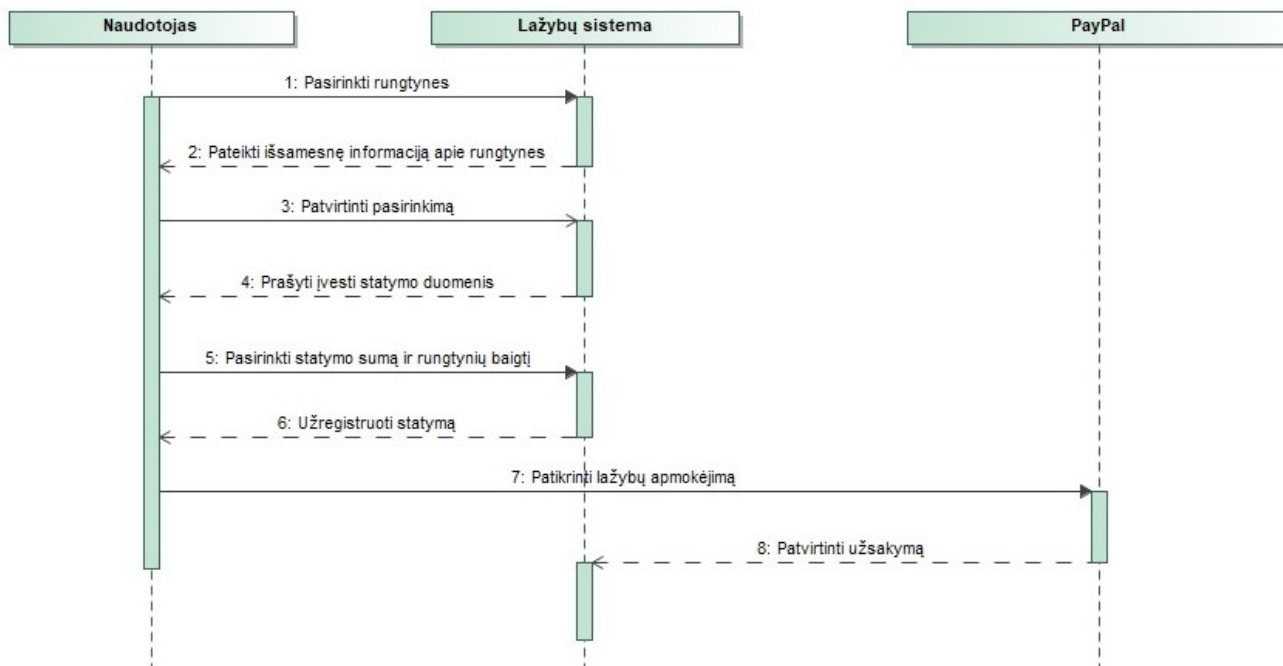 Naudotojas
Lažybų sistema
PayPal
1: Pasirinkti rungtynes
2: Pateikti išsamesnę informaciją apie rungtynes
3: Patvirtinti pasirinkimą
4: Prašyti įvesti statymo duomenis
5: Pasirinkti statymo sumą ir rungtynių baigtį
6: Užregistruoti statymą
7: Patikrinti lažybų apmokėjimą
8: Patvirtinti užsakymą